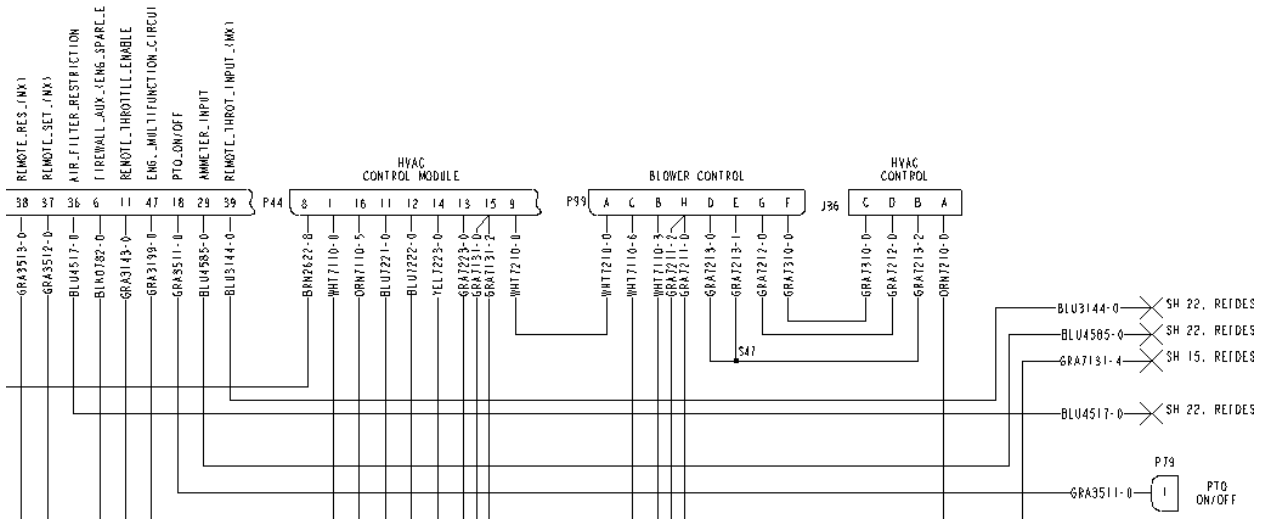 REMOTE_RES_(NX)
REMOTE_SET_(NX)
AIR_FILTER_RESTRICTION
FIREWALL_AUX_(ENG_SPARE_E
REMOTE_THROTTLE_ENABLE
ENG_MULTIFUNCTION_CIRCUI
PTO_ON/OFF
AMMETER_INPUT
REMOTE_THROT_INPUT_(MX)
HVAC
CONTROL MODULE
BLOWER CONTROL
HVAC
CONTROL
38 37 36 6 11 47 18 29 39
P44 8 1 16 11 12 14 13 15 9
P99 A C B H D E G F
J36 C D B A
GRA3513-0
GRA3512-0
BLU4517-0
GRA3143-0
GRA3199-0
GRA3511-0
BLU4585-0
BLU3144-0
BRN2622-8
WHT7110-8
ORN7110-5
BLU7221-0
BLU7222-0
YEL7223-0
GRA7223-0
GRA7131-0
GRA7131-2
WHT7210-0
WHT7210-0
WHT7110-6
WHT7110-3
GRA7211-2
GRA7211-0
GRA7213-0
GRA7213-1
GRA7212-0
GRA7310-0
GRA7310-0
GRA7212-0
GRA7213-2
ORN7210-0
BLU3144-0 SH 22, REFDES
S47
BLU4585-0 SH 22, REFDES
GRA7131-4 SH 15, REFDES
BLU4517-0 SH 22, REFDES
P79
GRA3511-0 1 PTO
ON/OFF